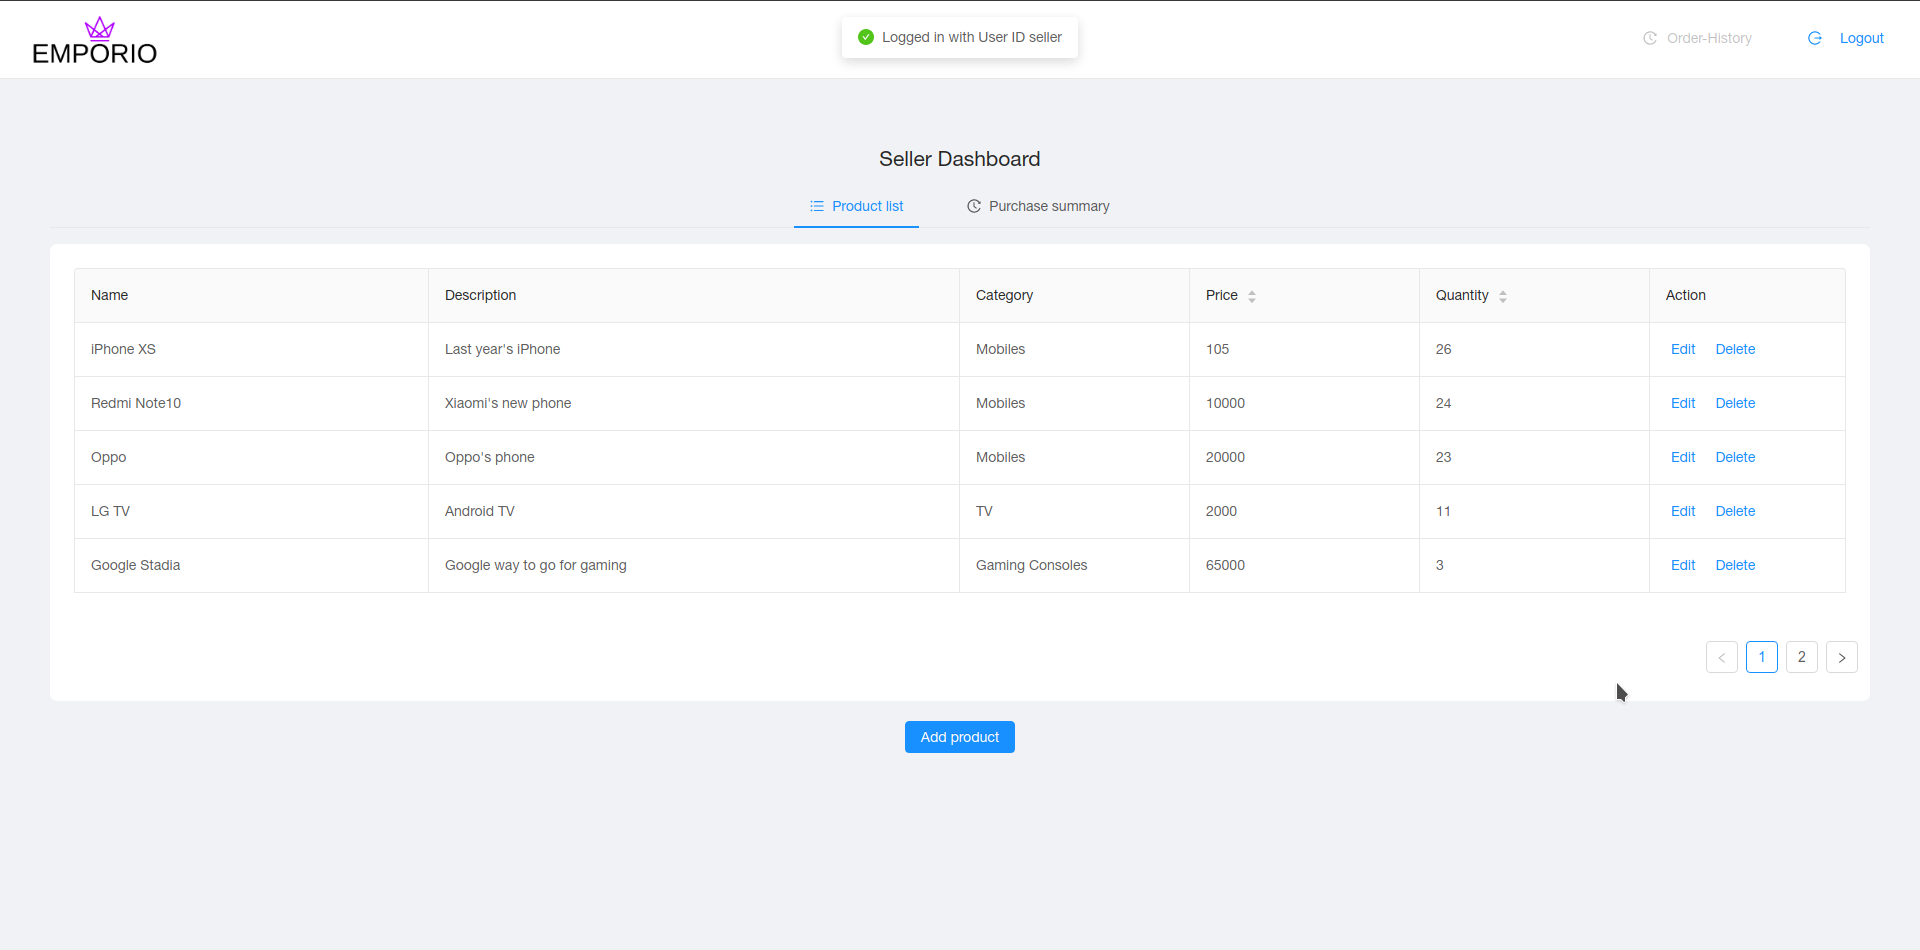 EMPORIO
Logged in with User ID seller
Order-History
Logout
Seller Dashboard
Product list
Purchase summary
Name Description Category Price Quantity Action
iPhone XS Last year's iPhone Mobiles 105 26 Edit Delete
Redmi Note10 Xiaomi's new phone Mobiles 10000 24 Edit Delete
Oppo Oppo's phone Mobiles 20000 23 Edit Delete
LG TV Android TV TV 2000 11 Edit Delete
Google Stadia Google way to go for gaming Gaming Consoles 65000 3 Edit Delete
< 1 2 >
Add product